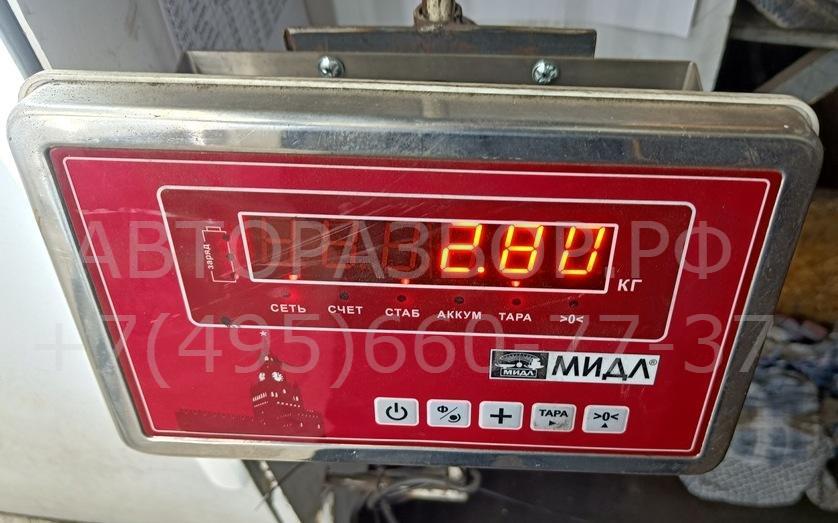 2.80
КГ
заряд
СЕТЬ СЧЕТ СТАБ АККУМ ТАРА >0<
МИДЛ
МИДЛ®
Ф/
ТАРА
>0<
АВТОРАЗБОР.РФ
+7(495)660-77-37